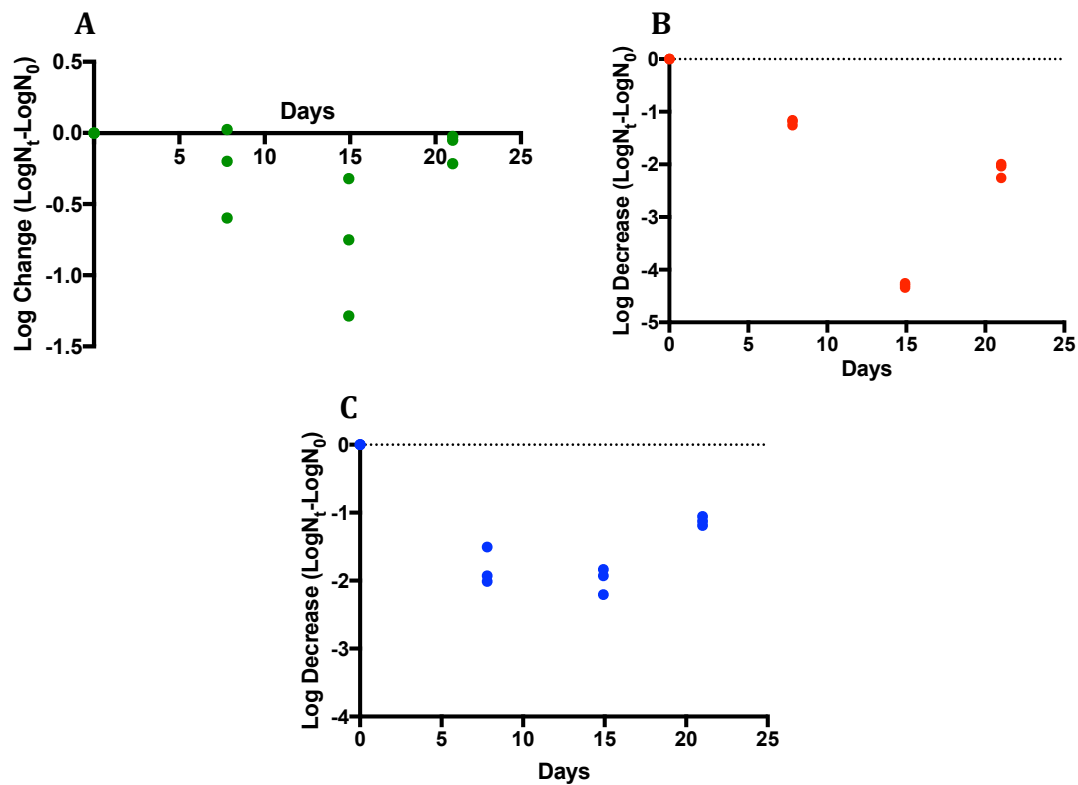 A
Log Change (LogNt-LogN0)
0.5
0.0
-0.5
-1.0
-1.5
Days
5 10 15 20 25
B
Log Decrease (LogNt-LogN0)
0
-1
-2
-3
-4
-5
0 5 10 15 20 25
Days
C
Log Decrease (LogNt-LogN0)
0
-1
-2
-3
-4
0 5 10 15 20 25
Days